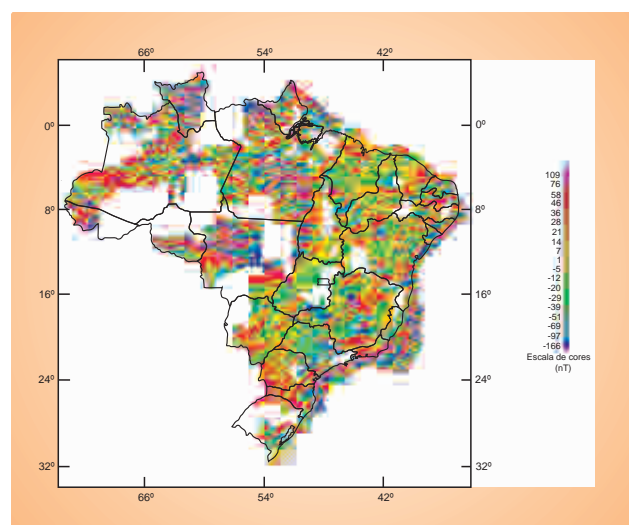 66º 54º 42º
0º 0º
8º 8º
16º 16º
24º 24º
32º 32º
66º 54º 42º
109
76
58
46
36
28
21
14
7
1
-5
-12
-20
-29
-39
-51
-69
-97
-166
Escala de cores
(nT)